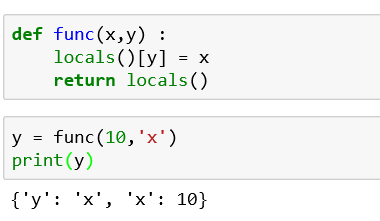 def func(x,y) :
    locals()[y] = x
    return locals()
y = func(10,'x')
print(y)
{'y': 'x', 'x': 10}